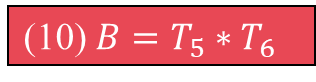 (10) B = T₅ * T₆